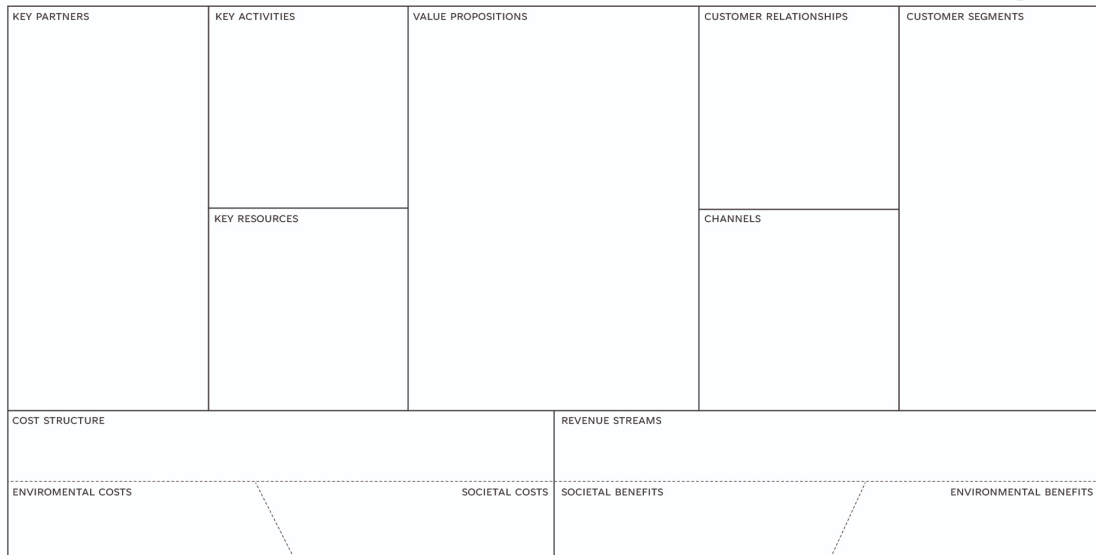 KEY PARTNERS
KEY ACTIVITIES
VALUE PROPOSITIONS
CUSTOMER RELATIONSHIPS
CUSTOMER SEGMENTS
KEY RESOURCES
CHANNELS
COST STRUCTURE
REVENUE STREAMS
ENVIROMENTAL COSTS
SOCIETAL COSTS
SOCIETAL BENEFITS
ENVIRONMENTAL BENEFITS